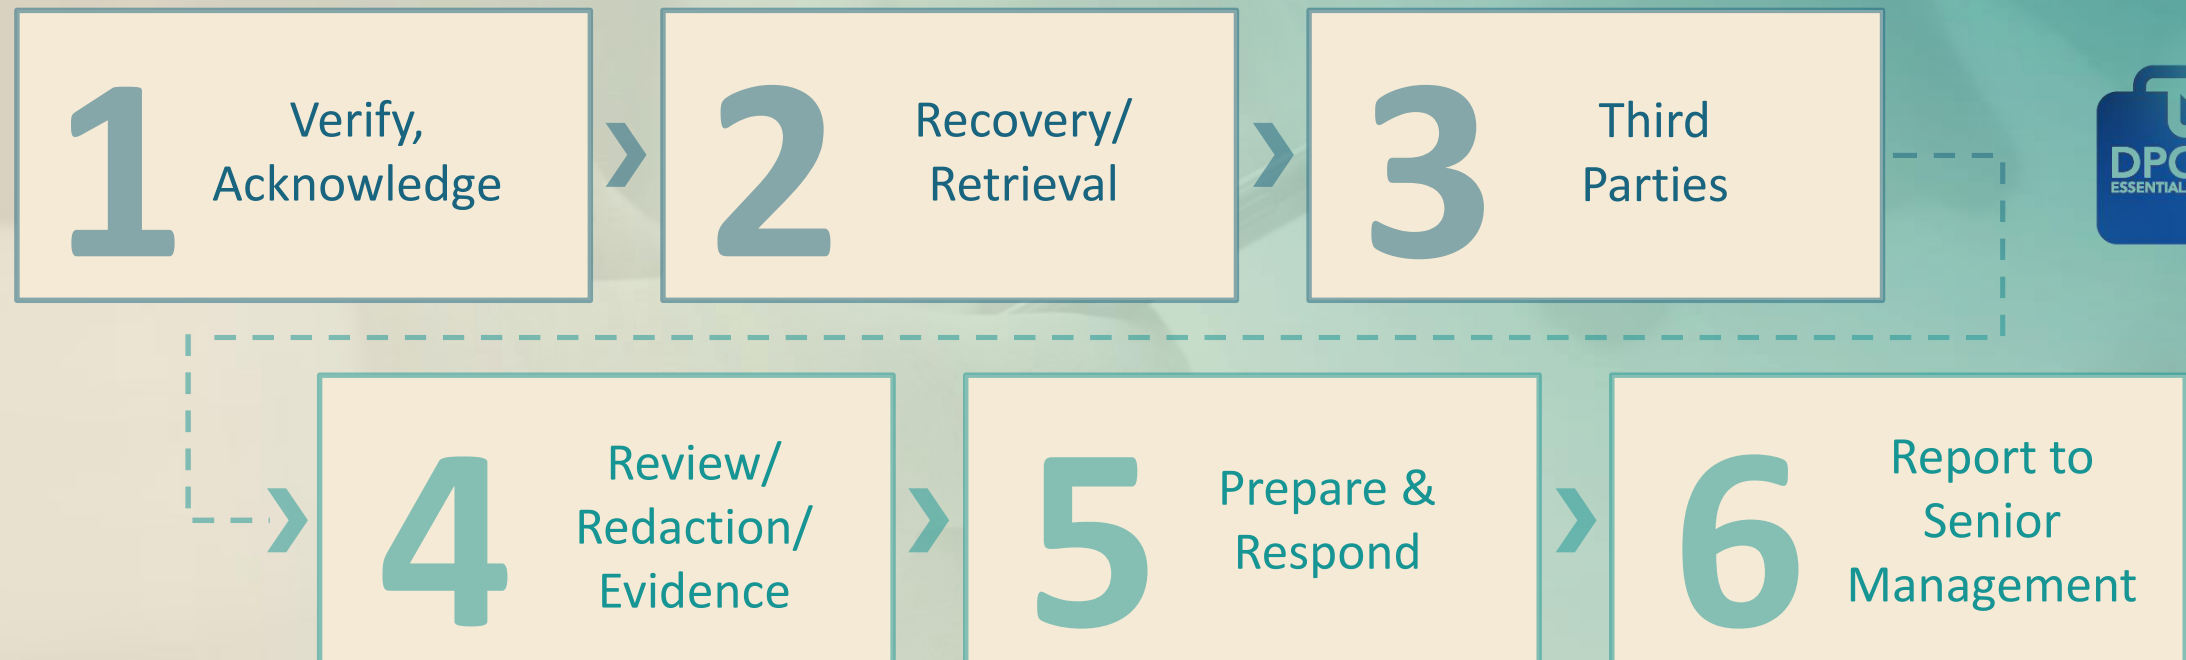 1
Verify,
Acknowledge
2
Recovery/
Retrieval
3
Third
Parties
DPO
ESSENTIAL
4
Review/
Redaction/
Evidence
5
Prepare &
Respond
6
Report to
Senior
Management